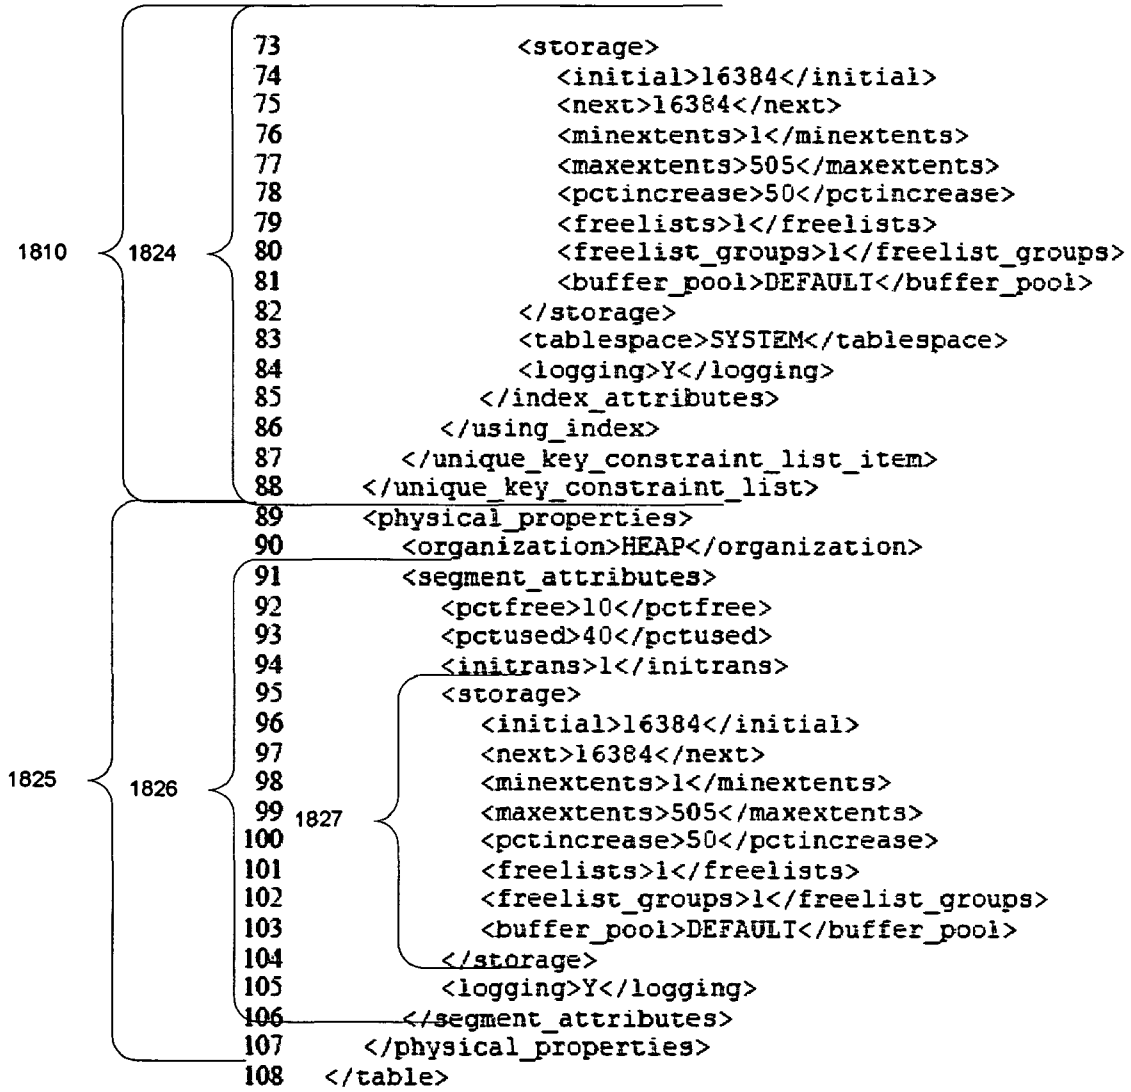 73 <storage>
74 <initial>16384</initial>
75 <next>16384</next>
76 <minextents>1</minextents>
77 <maxextents>505</maxextents>
78 <pctincrease>50</pctincrease>
79 <freelists>1</freelists>
1810 1824 80 <freelist_groups>1</freelist_groups>
81 <buffer_pool>DEFAULT</buffer_pool>
82 </storage>
83 <tablespace>SYSTEM</tablespace>
84 <logging>Y</logging>
85 </index_attributes>
86 </using_index>
87 </unique_key_constraint_list_item>
88 </unique_key_constraint_list>
89 <physical_properties>
90 <organization>HEAP</organization>
91 <segment_attributes>
92 <pctfree>10</pctfree>
93 <pctused>40</pctused>
94 <initrans>1</initrans>
95 <storage>
96 <initial>16384</initial>
97 <next>16384</next>
1825 1826 98 <minextents>1</minextents>
99 1827 <maxextents>505</maxextents>
100 <pctincrease>50</pctincrease>
101 <freelists>1</freelists>
102 <freelist_groups>1</freelist_groups>
103 <buffer_pool>DEFAULT</buffer_pool>
104 </storage>
105 <logging>Y</logging>
106 </segment_attributes>
107 </physical_properties>
108 </table>